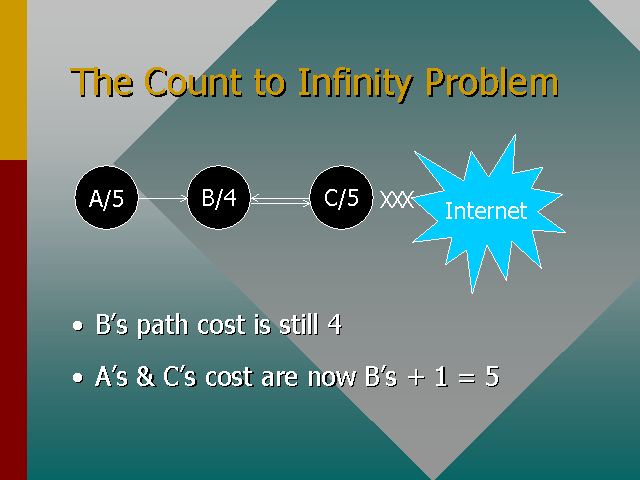 The Count to Infinity Problem
A/5
B/4
C/5
XXX
Internet
• B's path cost is still 4
• A's & C's cost are now B's + 1 = 5